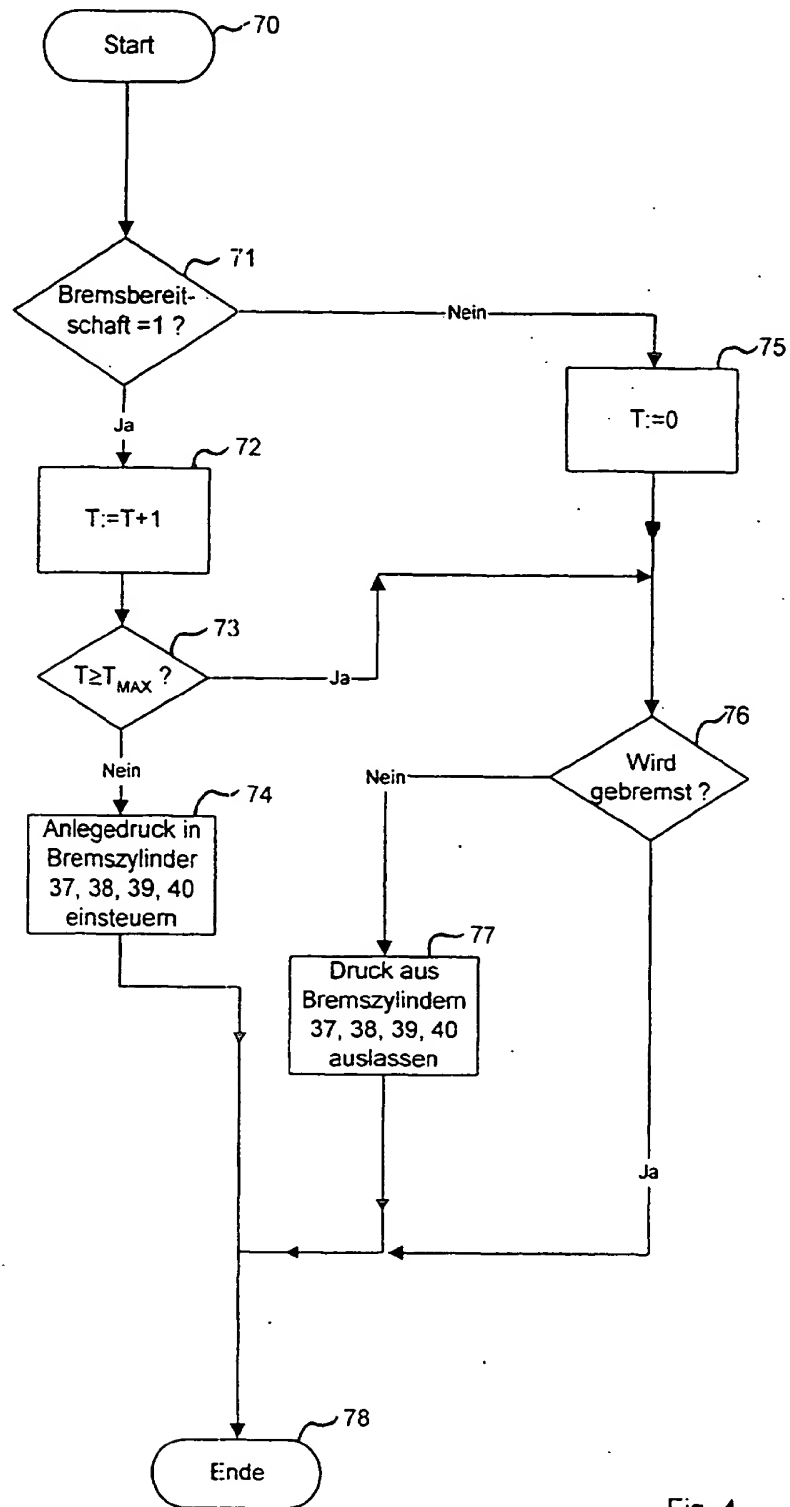 Start
70
Bremsbereit-
schaft =1 ?
71
Nein
Ja
75
T:=0
72
T:=T+1
73
T≥T_MAX ?
Ja
Nein
76
Wird
gebremst ?
Nein
74
Anlegedruck in
Bremszylinder
37, 38, 39, 40
einsteuern
77
Druck aus
Bremszylindern
37, 38, 39, 40
auslassen
Ja
78
Ende
Fig. 4